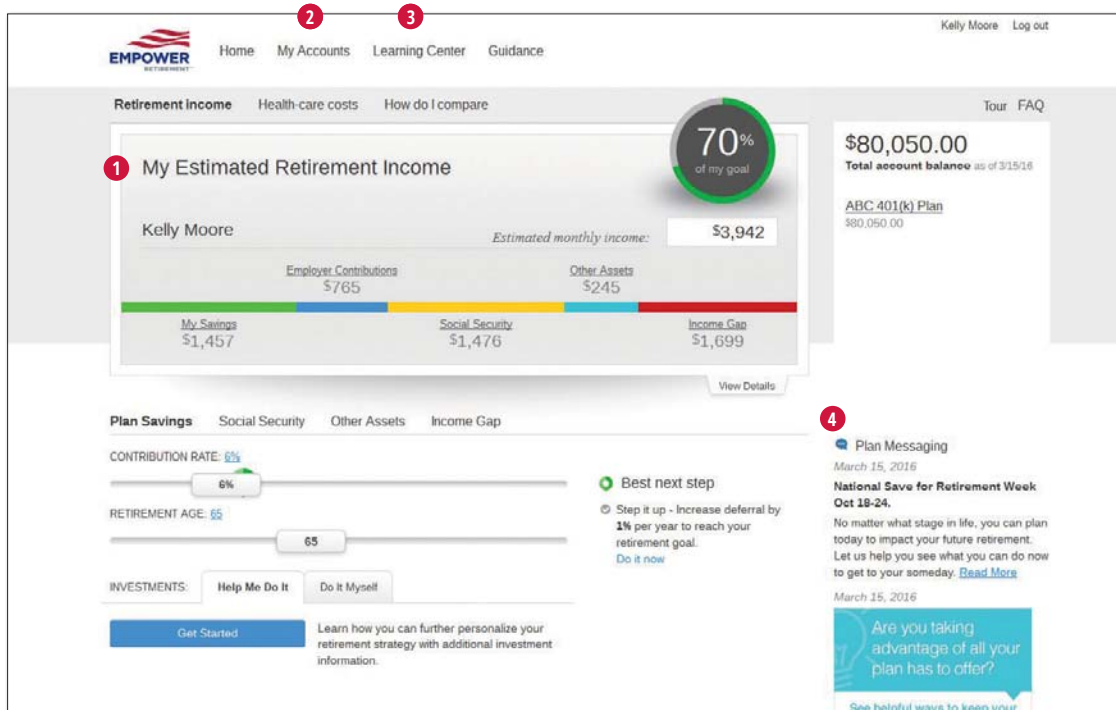 2
3
Kelly Moore Log out
EMPOWER
RETIREMENT
Home My Accounts Learning Center Guidance
Retirement income Health-care costs How do I compare
Tour FAQ
1
My Estimated Retirement Income
70%
of my goal
Kelly Moore
Estimated monthly income:
$3,942
Employer Contributions
$765
Other Assets
$245
My Savings
$1,457
Social Security
$1,476
Income Gap
$1,699
View Details
$80,050.00
Total account balance as of 3/15/16
ABC 401(k) Plan
$80,050.00
Plan Savings Social Security Other Assets Income Gap
CONTRIBUTION RATE: 6%
6%
RETIREMENT AGE: 65
65
INVESTMENTS: Help Me Do It Do It Myself
Get Started
Learn how you can further personalize your
retirement strategy with additional investment
information.
Best next step
Step it up - Increase deferral by
1% per year to reach your
retirement goal.
Do it now
4
Plan Messaging
March 15, 2016
National Save for Retirement Week
Oct 18-24.
No matter what stage in life, you can plan
today to impact your future retirement.
Let us help you see what you can do now
to get to your someday. Read More
March 15, 2016
Are you taking
advantage of all your
plan has to offer?
See helpful ways to keep your